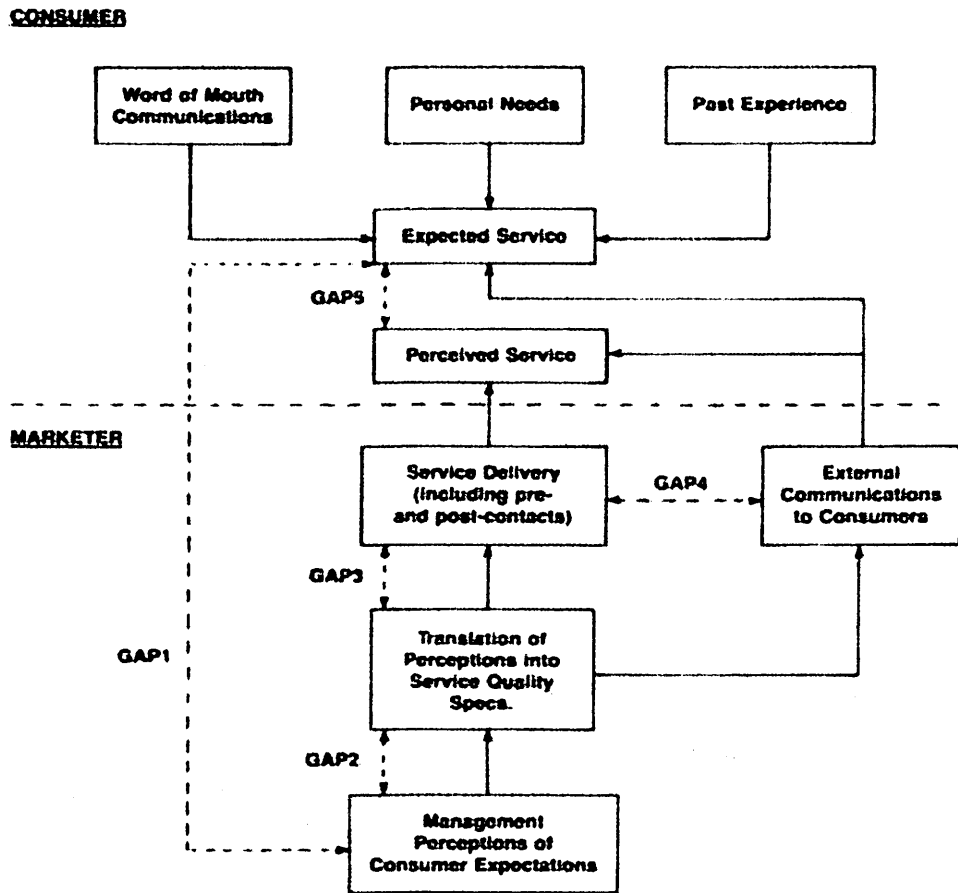 CONSUMER
Word of Mouth
Communications
Personal Needs
Past Experience
Expected Service
GAP5
Perceived Service
MARKETER
Service Delivery
(including pre-
and post-contacts)
GAP4
External
Communications
to Consumers
GAP3
Translation of
Perceptions into
Service Quality
Specs.
GAP1
GAP2
Management
Perceptions of
Consumer Expectations